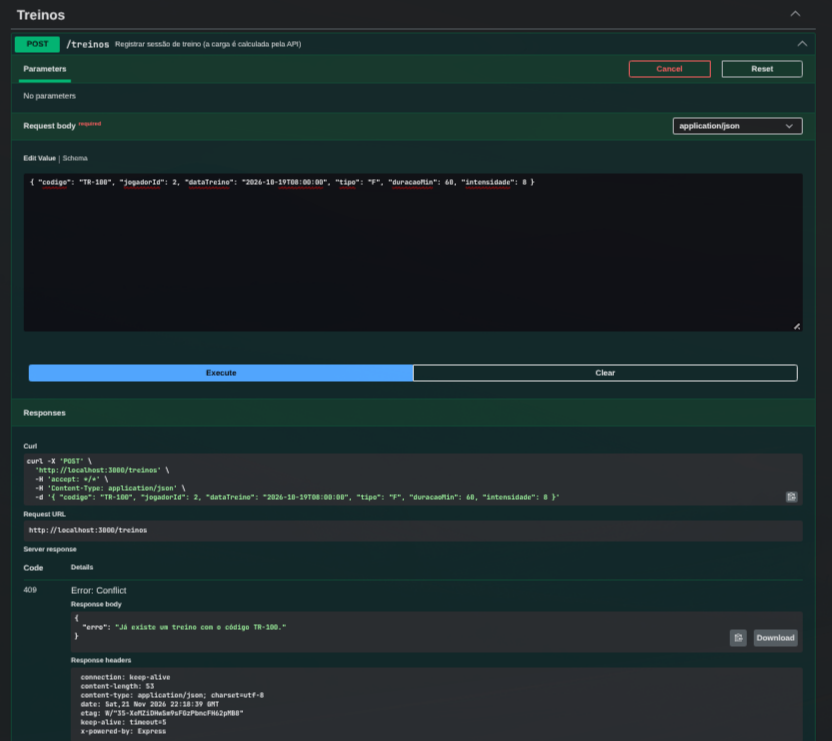 Treinos
POST /treinos Registrar sessão de treino (a carga é calculada pela API)
Parameters
Cancel
Reset
No parameters
Request body required
application/json
Edit Value | Schema
{ "codigo": "TR-100", "jogadorId": 2, "dataTreino": "2026-10-19T08:00:00", "tipo": "F", "duracaoMin": 60, "intensidade": 8 }
Execute
Clear
Responses
Curl
curl -X 'POST' \
'http://localhost:3000/treinos' \
-H 'accept: */*' \
-H 'Content-Type: application/json' \
-d '{ "codigo": "TR-100", "jogadorId": 2, "dataTreino": "2026-10-19T08:00:00", "tipo": "F", "duracaoMin": 60, "intensidade": 8 }'
Request URL
http://localhost:3000/treinos
Server response
Code Details
409 Error: Conflict
Response body
{
"erro": "Já existe um treino com o código TR-100."
}
Download
Response headers
connection: keep-alive
content-length: 53
content-type: application/json; charset=utf-8
date: Sat,21 Nov 2026 22:18:39 GMT
keep-alive: timeout=5
x-powered-by: Express